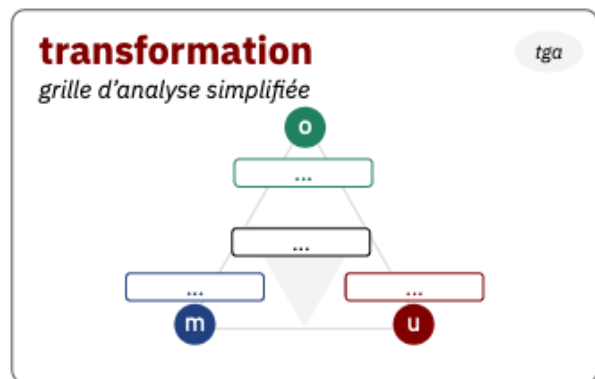 transformation
tga
grille d’analyse simplifiée
o
...
...
...
...
m
u